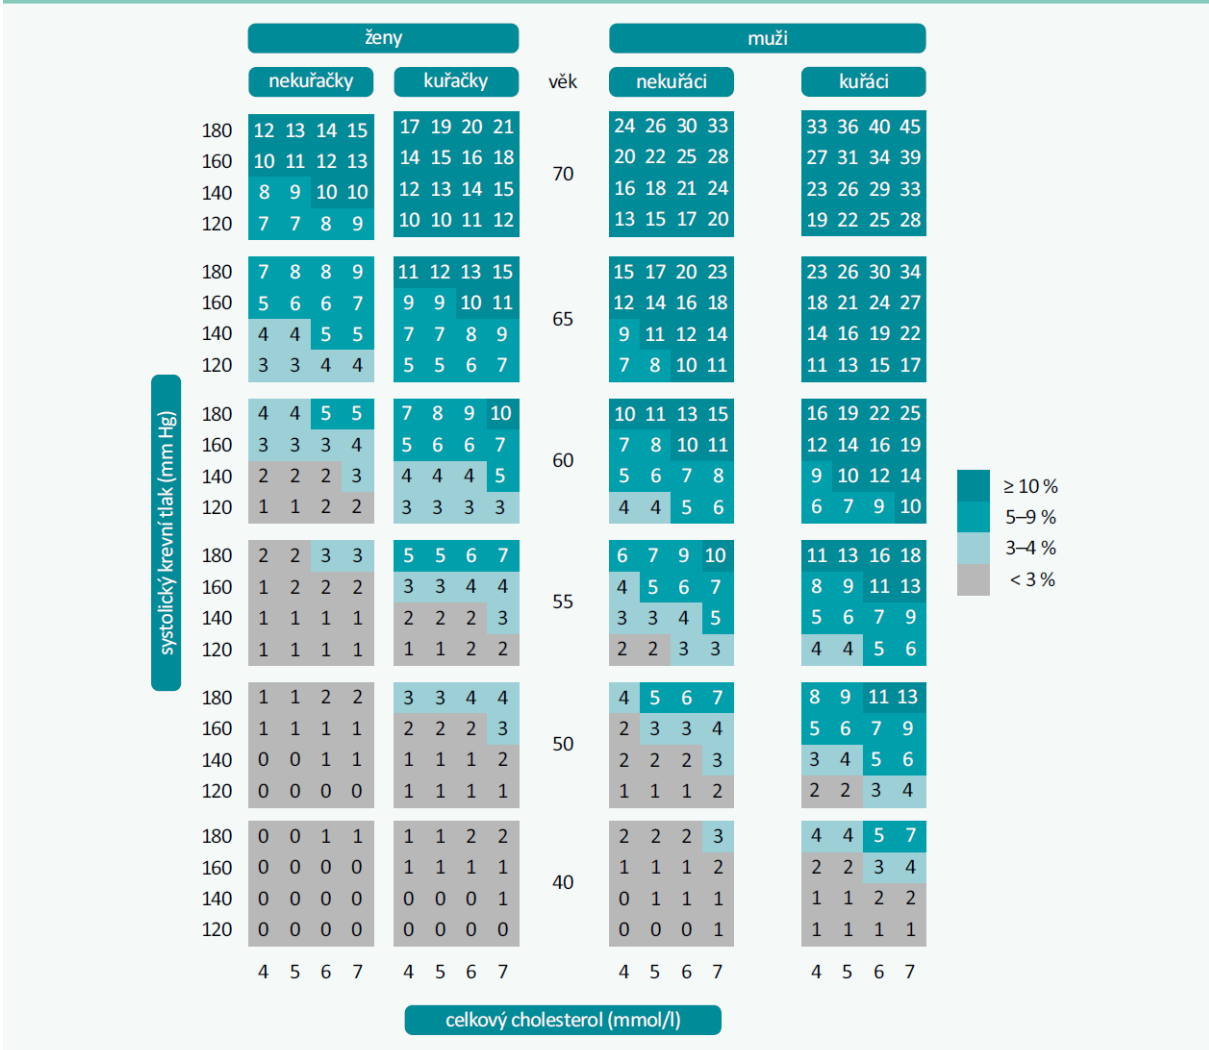 ženy muži
nekuřačky kuřačky věk nekuřáci kuřáci
180 12 13 14 15 17 19 20 21 24 26 30 33 33 36 40 45
160 10 11 12 13 14 15 16 18 20 22 25 28 27 31 34 39
70
140 8 9 10 10 12 13 14 15 16 18 21 24 23 26 29 33
120 7 7 8 9 10 10 11 12 13 15 17 20 19 22 25 28
180 7 8 8 9 11 12 13 15 15 17 20 23 23 26 30 34
160 5 6 6 7 9 9 10 11 12 14 16 18 18 21 24 27
65
140 4 4 5 5 7 7 8 9 9 11 12 14 14 16 19 22
120 3 3 4 4 5 5 6 7 7 8 10 11 11 13 15 17
180 4 4 5 5 7 8 9 10 10 11 13 15 16 19 22 25
160 3 3 3 4 5 6 6 7 7 8 10 11 12 14 16 19
60
140 2 2 2 3 4 4 4 5 5 6 7 8 9 10 12 14
120 1 1 2 2 3 3 3 3 4 4 5 6 6 7 9 10
180 2 2 3 3 5 5 6 7 6 7 9 10 11 13 16 18
160 1 2 2 2 3 3 4 4 4 5 6 7 8 9 11 13
55
140 1 1 1 1 2 2 2 3 3 3 4 5 5 6 7 9
120 1 1 1 1 1 1 2 2 2 2 3 3 4 4 5 6
180 1 1 2 2 3 3 4 4 4 5 6 7 8 9 11 13
160 1 1 1 1 2 2 2 3 2 3 3 4 5 6 7 9
50
140 0 0 1 1 1 1 1 2 2 2 2 3 3 4 5 6
120 0 0 0 0 1 1 1 1 1 1 1 2 2 2 3 4
180 0 0 1 1 1 1 2 2 2 2 2 3 4 4 5 7
160 0 0 0 0 1 1 1 1 1 1 1 2 2 2 3 4
40
140 0 0 0 0 0 0 0 1 0 1 1 1 1 1 2 2
120 0 0 0 0 0 0 0 0 0 0 0 1 1 1 1 1
4 5 6 7 4 5 6 7 4 5 6 7 4 5 6 7
celkový cholesterol (mmol/l)
systolický krevní tlak (mm Hg)
≥ 10 %
5–9 %
3–4 %
< 3 %